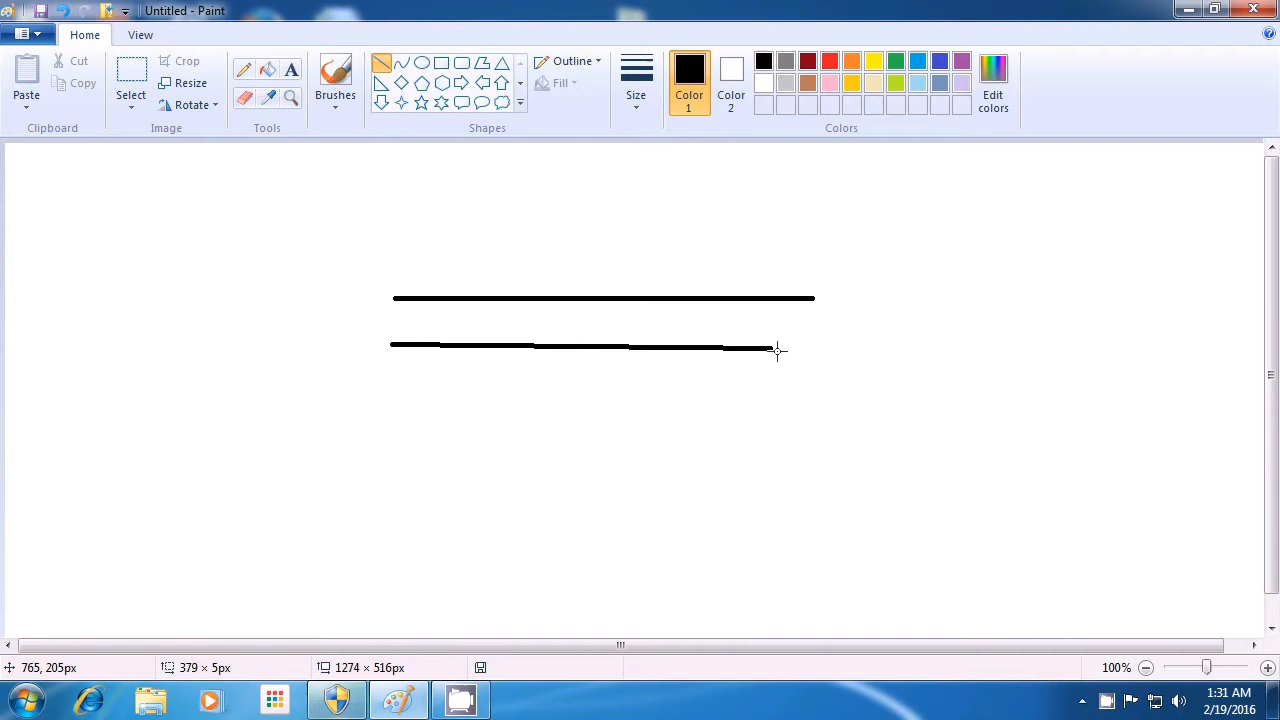 Untitled - Paint
Home
View
Paste
Cut
Copy
Clipboard
Select
Crop
Resize
Rotate
Image
A
Tools
Brushes
Outline
Fill
Shapes
Size
Color
1
Color
2
Edit
colors
Colors
765, 205px
379 × 5px
1274 × 516px
100%
1:31 AM
2/19/2016